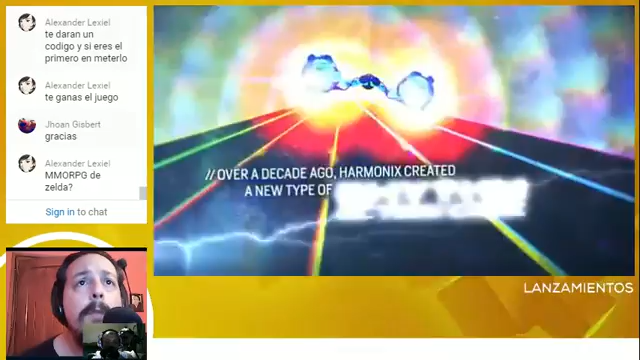 Alexander Lexiel
te daran un
codigo y si eres el
primero en meterlo
Alexander Lexiel
te ganas el juego
Jhoan Gisbert
gracias
Alexander Lexiel
MMORPG de
zelda?
Sign in to chat
// OVER A DECADE AGO, HARMONIX CREATED
A NEW TYPE OF
LANZAMIENTOS